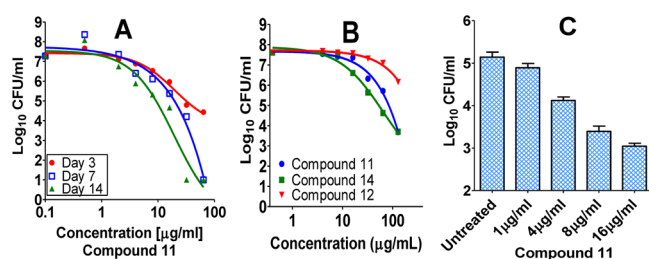 A
9
8
7
6
5
4
3
2
1
0
Log10 CFU/ml
Day 3
Day 7
Day 14
0.1 1 10 100
Concentration [µg/ml]
Compound 11
B
9
8
7
6
5
4
3
2
1
0
Log10 CFU/ml
Compound 11
Compound 14
Compound 12
1 10 100
Concentration (µg/mL)
C
6
5
4
3
2
Log10 CFU/ml
Untreated
1µg/ml
4µg/ml
8µg/ml
16µg/ml
Compound 11